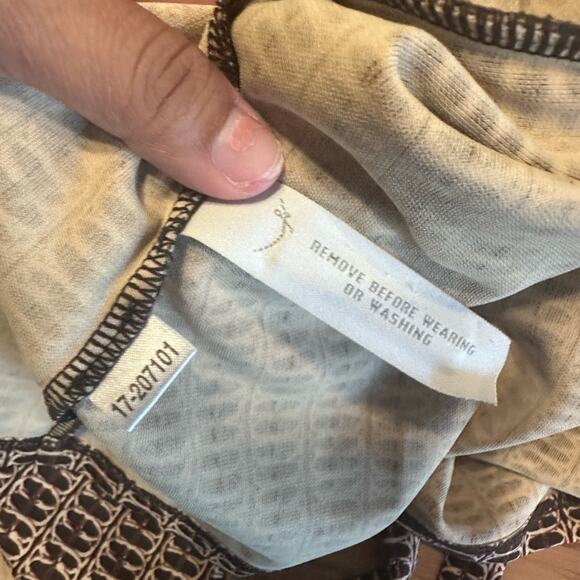 REMOVE BEFORE WEARING
OR WASHING
17-207101